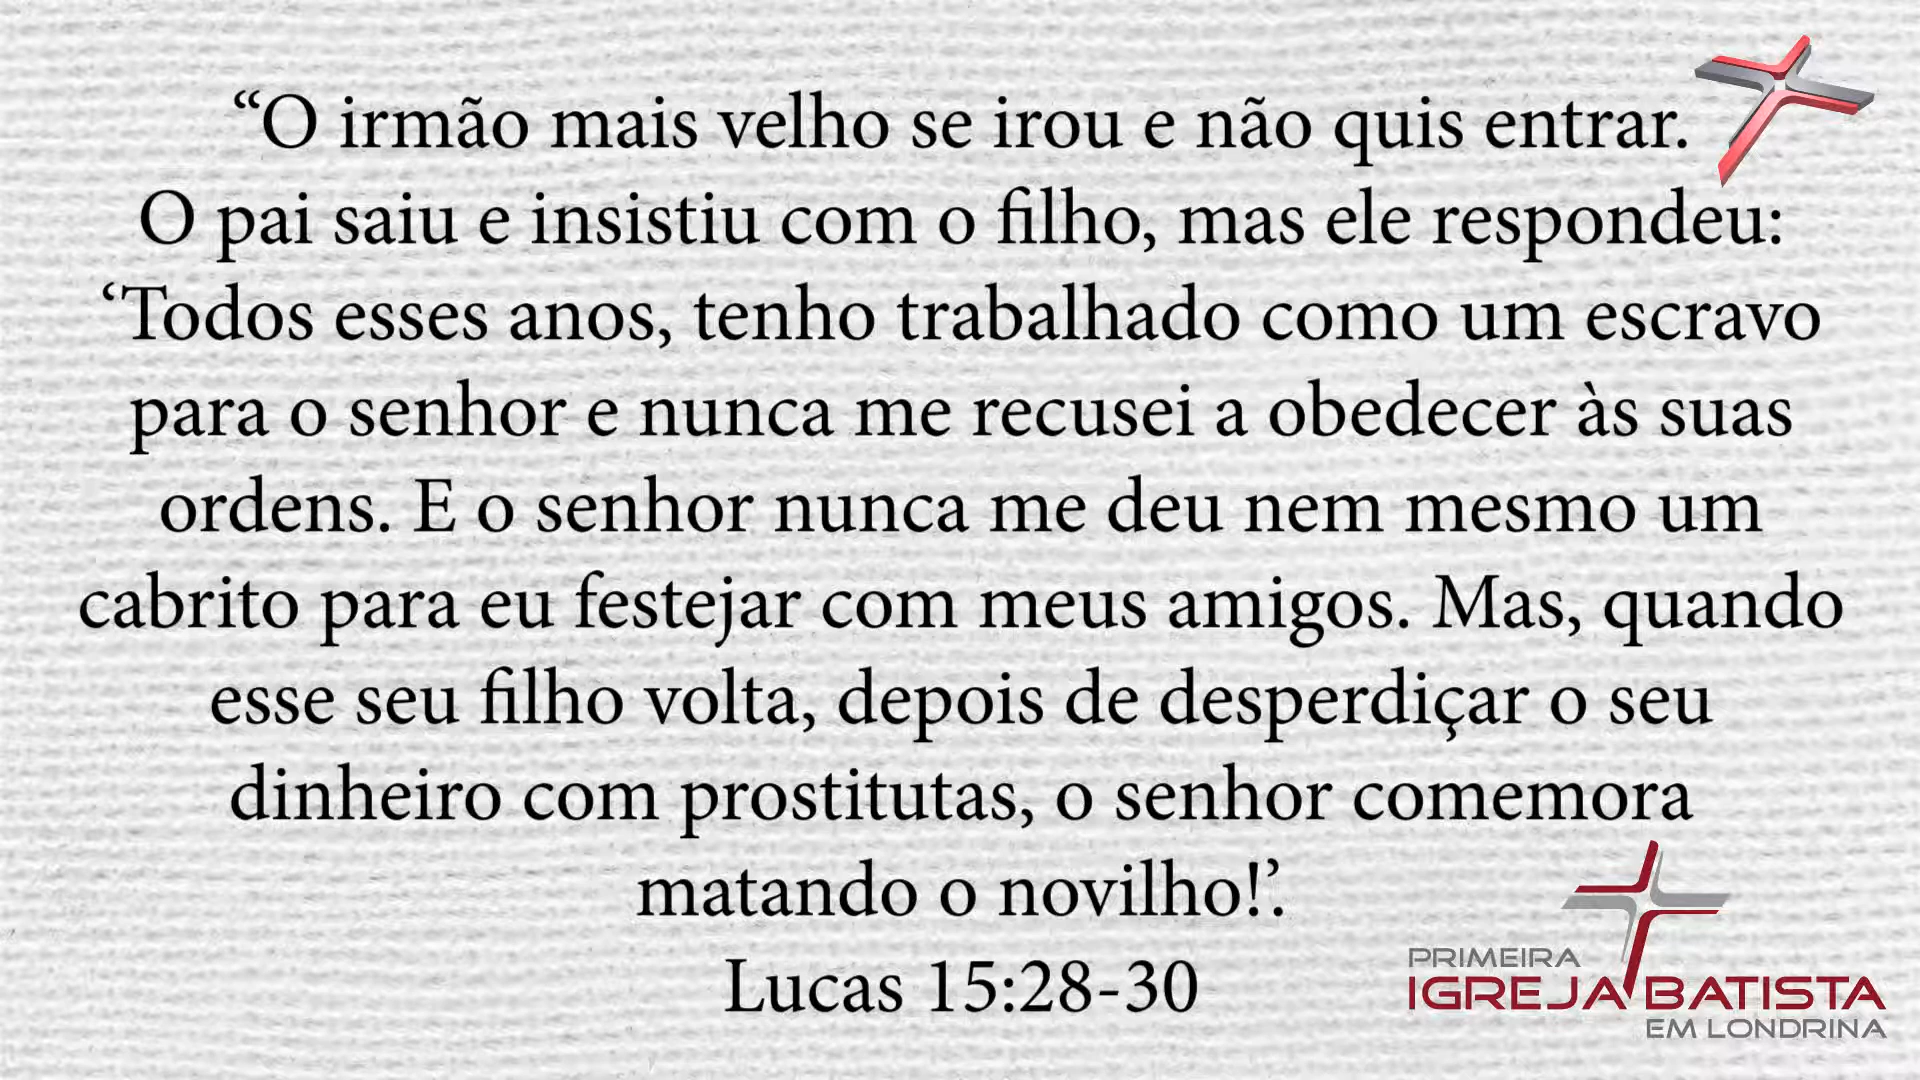 “O irmão mais velho se irou e não quis entrar.
O pai saiu e insistiu com o filho, mas ele respondeu:
‘Todos esses anos, tenho trabalhado como um escravo
para o senhor e nunca me recusei a obedecer às suas
ordens. E o senhor nunca me deu nem mesmo um
cabrito para eu festejar com meus amigos. Mas, quando
esse seu filho volta, depois de desperdiçar o seu
dinheiro com prostitutas, o senhor comemora
matando o novilho!’.
Lucas 15:28-30
PRIMEIRA
IGREJA BATISTA
EM LONDRINA